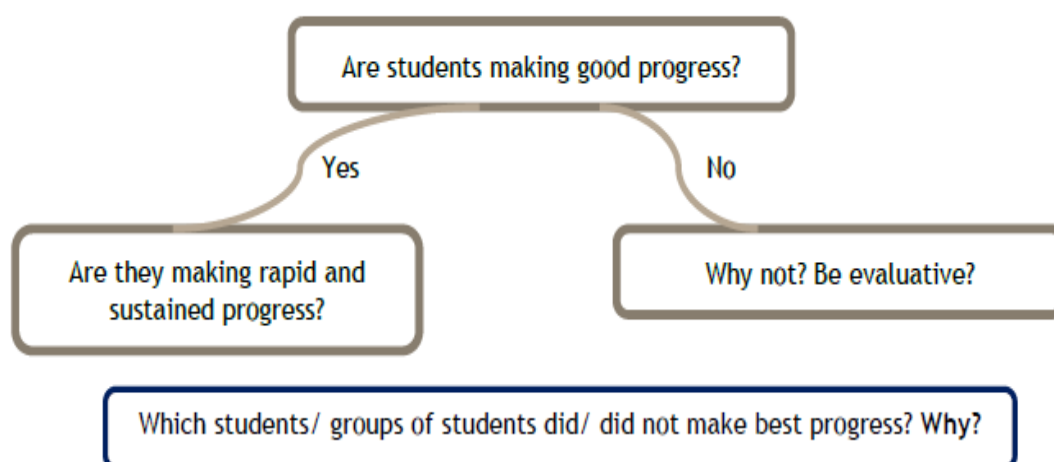 Are students making good progress?
Yes
No
Are they making rapid and
sustained progress?
Why not? Be evaluative?
Which students/ groups of students did/ did not make best progress? Why?